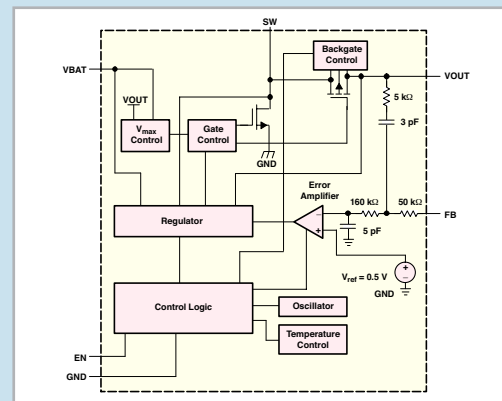 SW
Backgate
Control
VBAT
VOUT
VOUT
5 kΩ
3 pF
Vmax
Control
Gate
Control
GND
Error
Amplifier
160 kΩ
50 kΩ
Regulator
−
+
FB
5 pF
+
−
Vref = 0.5 V
GND
Control Logic
Oscillator
Temperature
Control
EN
GND